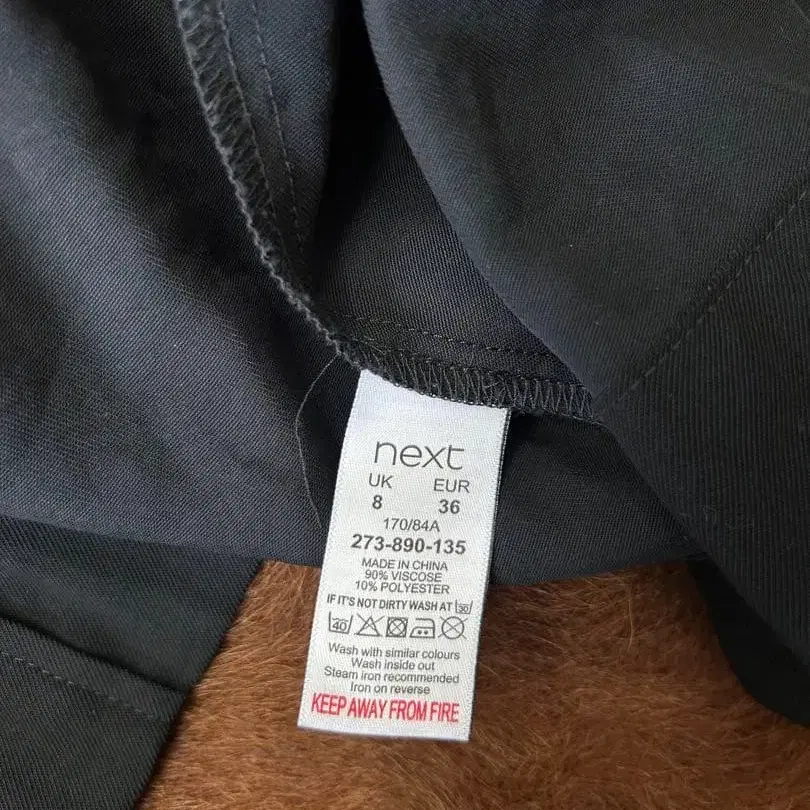 next
UK EUR
8 36
170/84A
273-890-135
MADE IN CHINA
90% VISCOSE
10% POLYESTER
IF IT'S NOT DIRTY WASH AT 30
40
Wash with similar colours
Wash inside out
Steam iron recommended
Iron on reverse
KEEP AWAY FROM FIRE